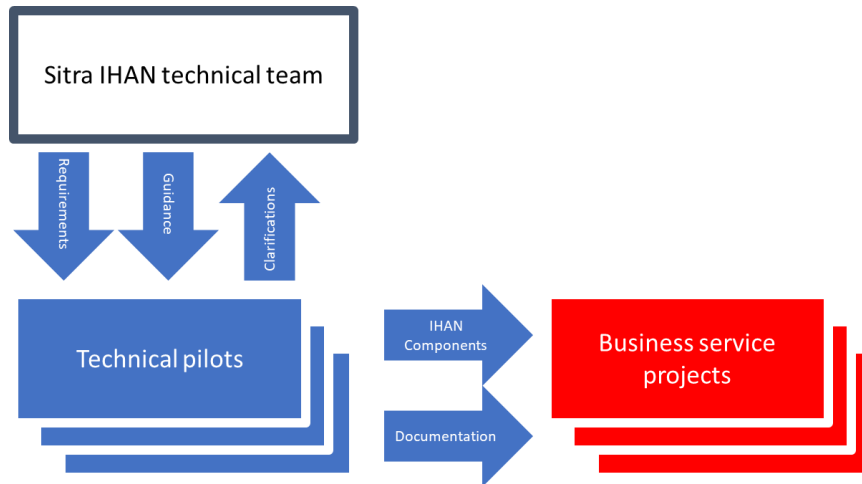 Sitra IHAN technical team
Requirements
Guidance
Clarifications
Technical pilots
IHAN
Components
Documentation
Business service
projects